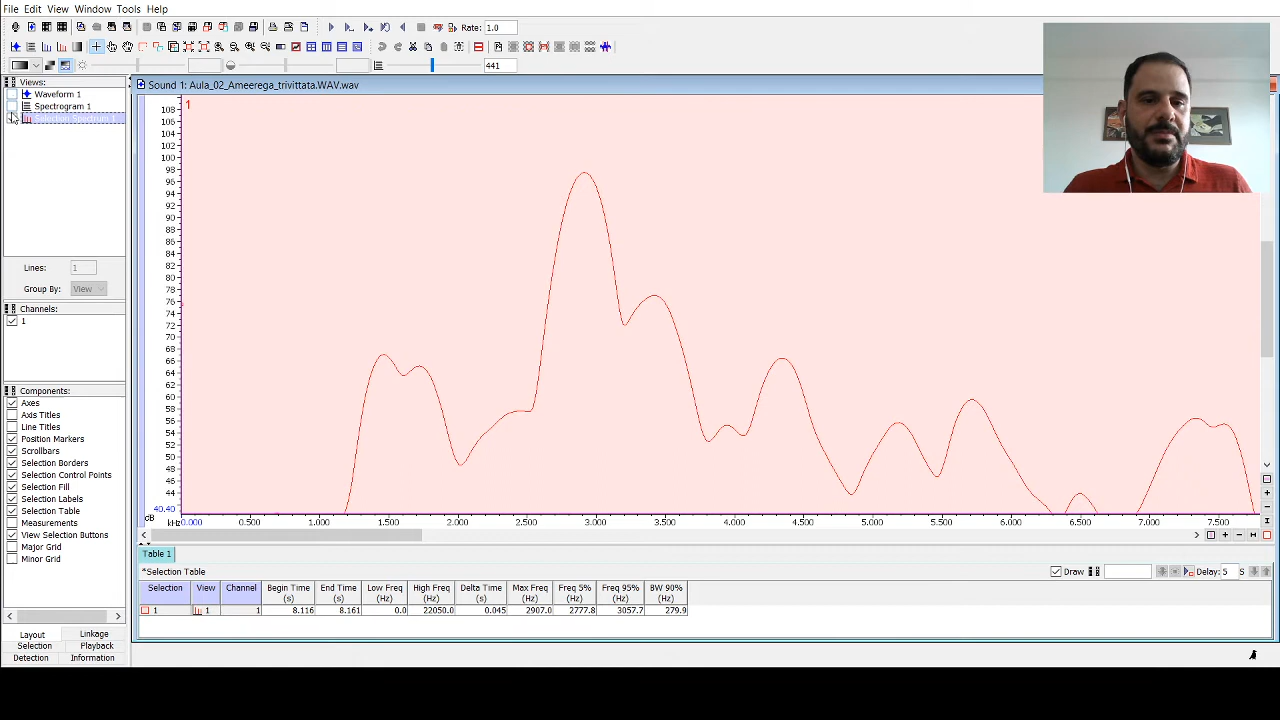 File Edit View Window Tools Help
Rate: 1.0
441
Views:
Waveform 1
Spectrogram 1
Selection Spectrum 1
Lines: 1
Group By: View
Channels:
1
Components:
Axes
Axis Titles
Line Titles
Position Markers
Scrollbars
Selection Borders
Selection Control Points
Selection Fill
Selection Labels
Selection Table
Measurements
View Selection Buttons
Major Grid
Minor Grid
Layout Linkage
Selection Playback
Detection Information
Sound 1: Aula_02_Ameerega_trivittata.WAV.wav
1
108
106
104
102
100
98
96
94
92
90
88
86
84
82
80
78
76
74
72
70
68
66
64
62
60
58
56
54
52
50
48
46
44
40.40
dB
kHz 0.000 0.500 1.000 1.500 2.000 2.500 3.000 3.500 4.000 4.500 5.000 5.500 6.000 6.500 7.000 7.500
Table 1
*Selection Table Draw Delay: 5 S
Selection View Channel Begin Time (s) End Time (s) Low Freq (Hz) High Freq (Hz) Delta Time (s) Max Freq (Hz) Freq 5% (Hz) Freq 95% (Hz) BW 90% (Hz)
1 1 1 8.116 8.161 0.0 22050.0 0.045 2907.0 2777.8 3057.7 279.9